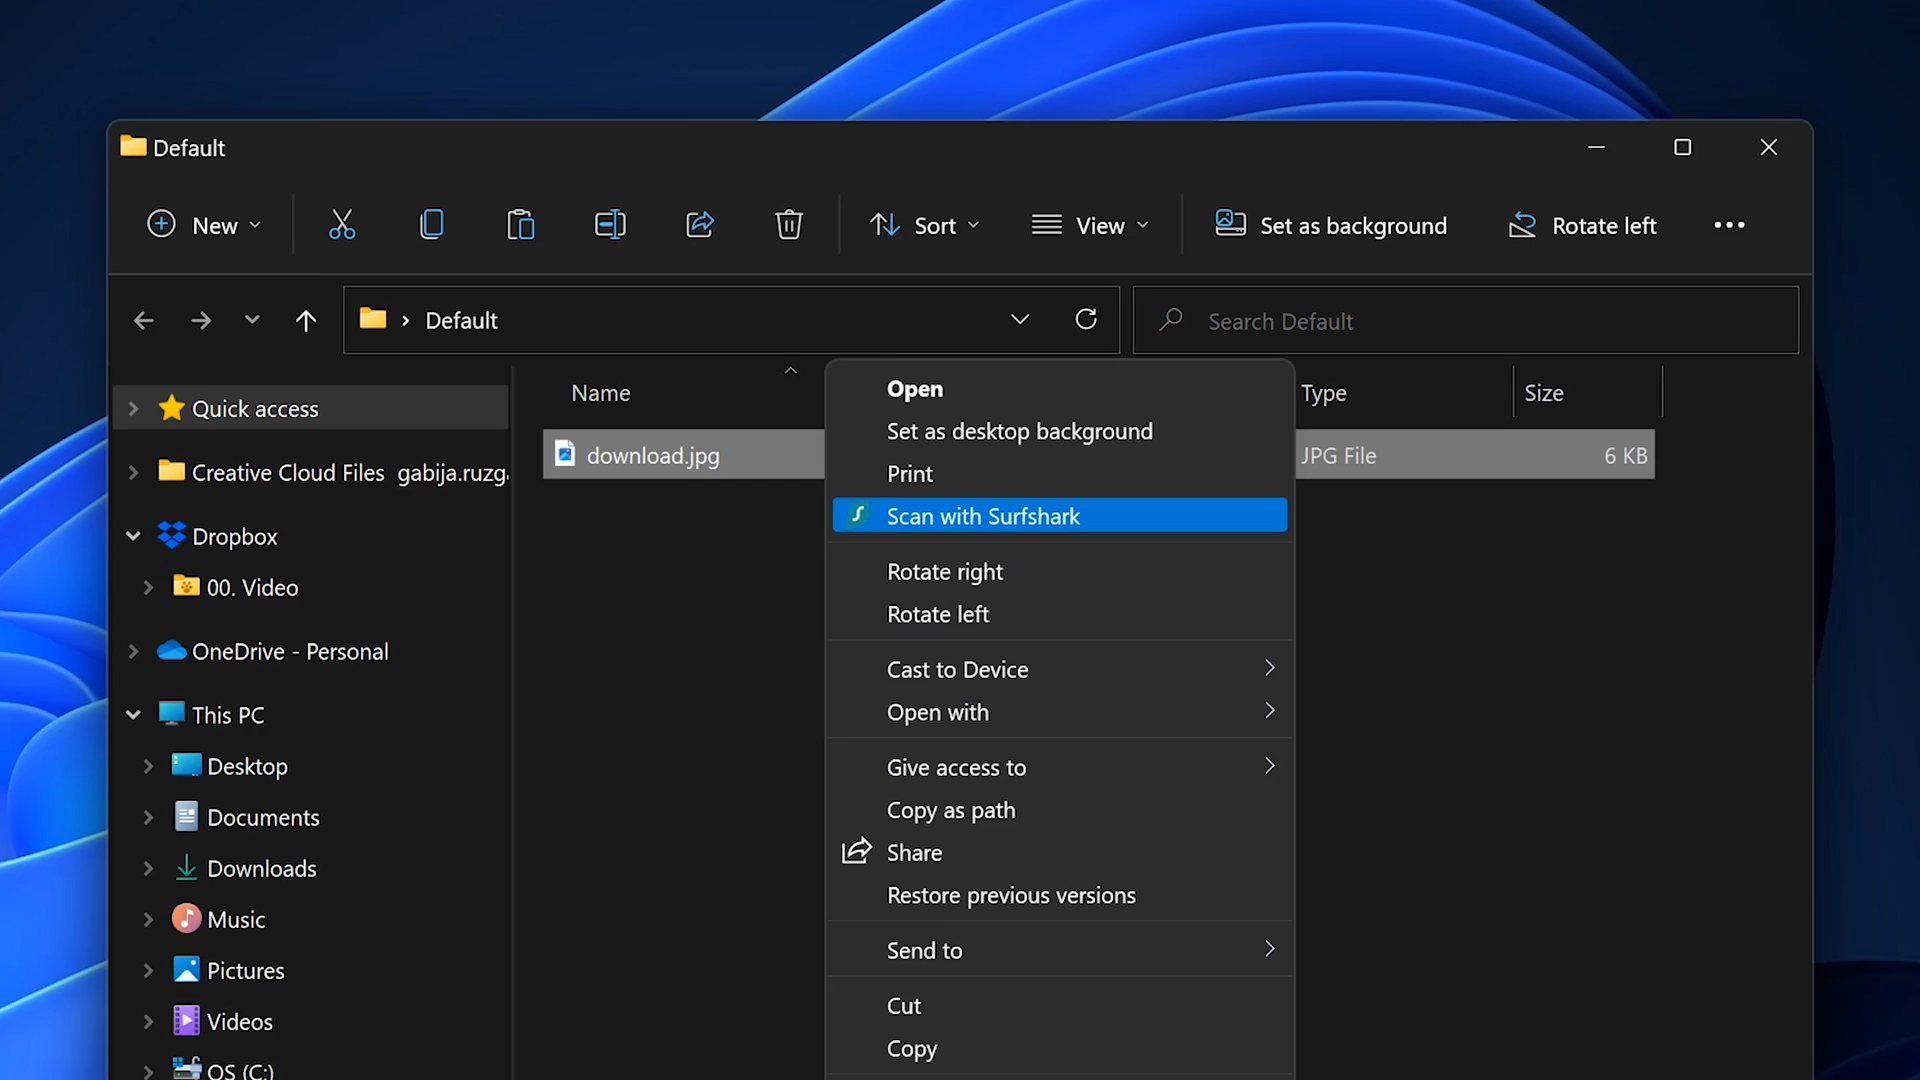 Default
New
Sort
View
Set as background
Rotate left
Default
Search Default
Quick access
Creative Cloud Files gabija.ruzg
Dropbox
00. Video
OneDrive - Personal
This PC
Desktop
Documents
Downloads
Music
Pictures
Videos
OS (C:)
Name
Type
Size
download.jpg
JPG File
6 KB
Open
Set as desktop background
Print
Scan with Surfshark
Rotate right
Rotate left
Cast to Device
Open with
Give access to
Copy as path
Share
Restore previous versions
Send to
Cut
Copy